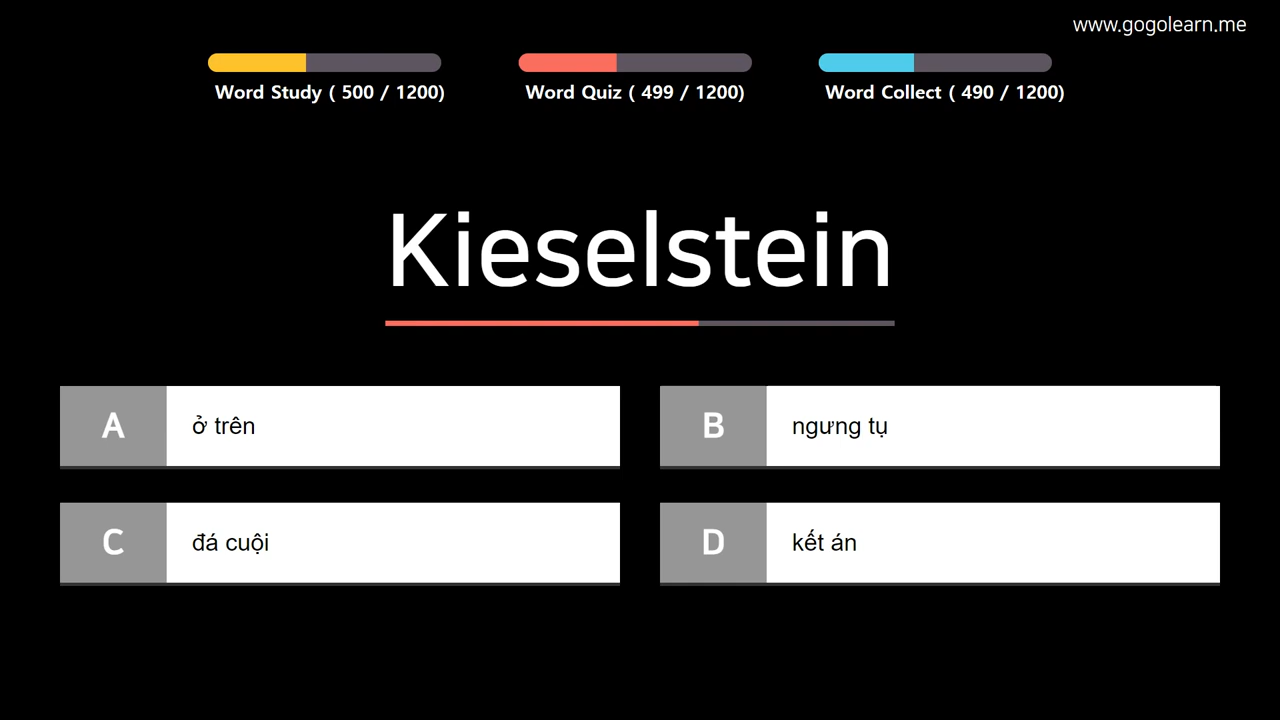 www.gogolearn.me
Word Study ( 500 / 1200)
Word Quiz ( 499 / 1200)
Word Collect ( 490 / 1200)
Kieselstein
A ở trên
B ngưng tụ
C đá cuội
D kết án